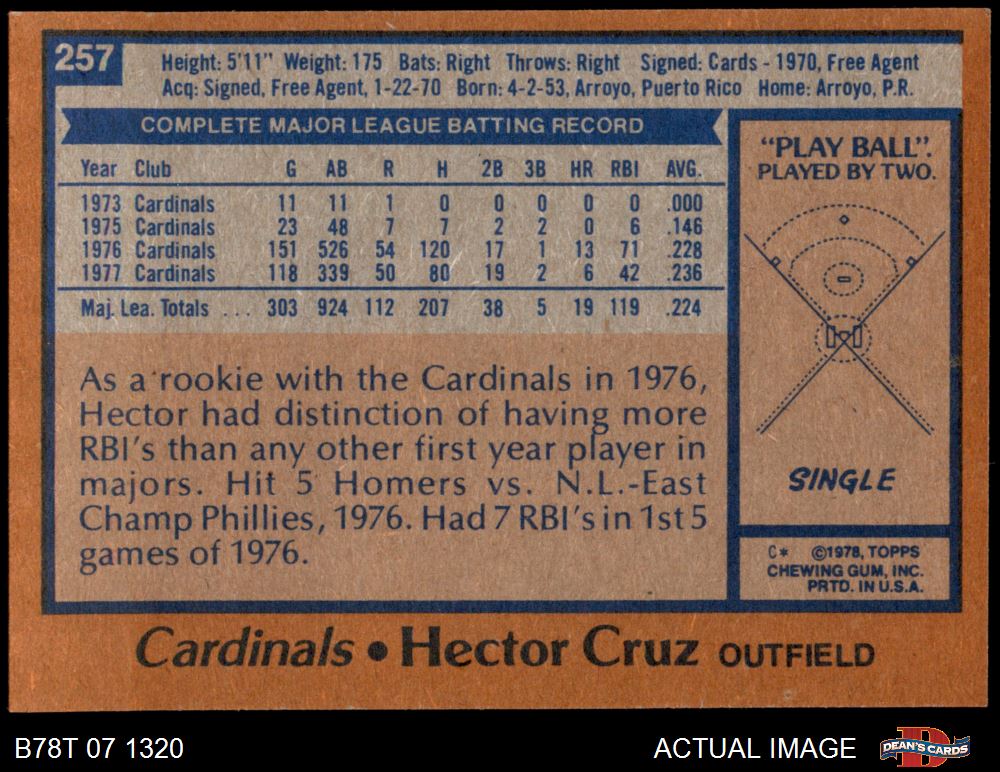 257
Height: 5'11" Weight: 175 Bats: Right Throws: Right Signed: Cards - 1970, Free Agent
Acq: Signed, Free Agent, 1-22-70 Born: 4-2-53, Arroyo, Puerto Rico Home: Arroyo, P.R.
COMPLETE MAJOR LEAGUE BATTING RECORD
Year Club G AB R H 2B 3B HR RBI AVG.
1973 Cardinals 11 11 1 0 0 0 0 0 .000
1975 Cardinals 23 48 7 7 2 2 0 6 .146
1976 Cardinals 151 526 54 120 17 1 13 71 .228
1977 Cardinals 118 339 50 80 19 2 6 42 .236
Maj. Lea. Totals ... 303 924 112 207 38 5 19 119 .224
As a rookie with the Cardinals in 1976,
Hector had distinction of having more
RBI's than any other first year player in
majors. Hit 5 Homers vs. N.L.-East
Champ Phillies, 1976. Had 7 RBI's in 1st 5
games of 1976.
"PLAY BALL".
PLAYED BY TWO.
SINGLE
C* ©1978, TOPPS
CHEWING GUM, INC.
PRTD. IN U.S.A.
Cardinals • Hector Cruz OUTFIELD
B78T 07 1320
ACTUAL IMAGE
D
DEAN'S CARDS